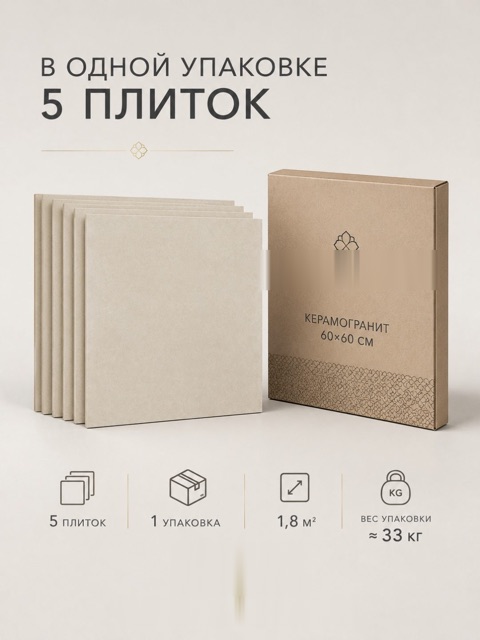 В ОДНОЙ УПАКОВКЕ
5 ПЛИТОК
КЕРАМОГРАНИТ
60×60 СМ
5 ПЛИТОК
1 УПАКОВКА
1,8 м²
KG
ВЕС УПАКОВКИ
≈ 33 КГ